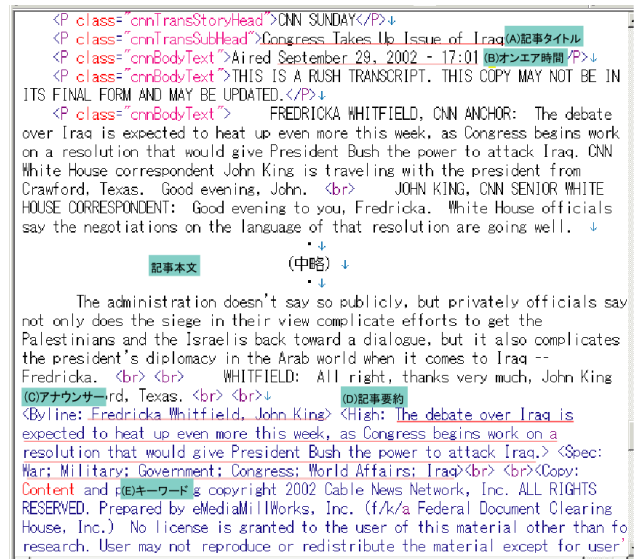 <P class="cnnTransStoryHead">CNN SUNDAY</P>↓
<P class="cnnTransSubHead">Congress Takes Up Issue of Iraq (A)記事タイトル
<P class="cnnBodyText">Aired September 29, 2002 - 17:01 (B)オンエア時間 /P>↓
<P class="cnnBodyText">THIS IS A RUSH TRANSCRIPT. THIS COPY MAY NOT BE IN
ITS FINAL FORM AND MAY BE UPDATED.</P>↓
<P class="cnnBodyText"> FREDRICKA WHITFIELD, CNN ANCHOR: The debate
over Iraq is expected to heat up even more this week, as Congress begins work
on a resolution that would give President Bush the power to attack Iraq. CNN
White House correspondent John King is traveling with the president from
Crawford, Texas. Good evening, John. <br> JOHN KING, CNN SENIOR WHITE
HOUSE CORRESPONDENT: Good evening to you, Fredricka. White House officials
say the negotiations on the language of that resolution are going well. ↓
・↓
記事本文 (中略) ↓
・↓
The administration doesn't say so publicly, but privately officials say
not only does the siege in their view complicate efforts to get the
Palestinians and the Israelis back toward a dialogue, but it also complicates
the president's diplomacy in the Arab world when it comes to Iraq --
Fredricka. <br> <br> WHITFIELD: All right, thanks very much, John King
(C)アナウンサー rd, Texas. <br> <br>↓ (D)記事要約
<Byline: Fredricka Whitfield, John King> <High: The debate over Iraq is
expected to heat up even more this week, as Congress begins work on a
resolution that would give President Bush the power to attack Iraq.> <Spec:
War; Military; Government; Congress; World Affairs; Iraq><br> <br><Copy:
Content and p (E)キーワード g copyright 2002 Cable News Network, Inc. ALL RIGHTS
RESERVED. Prepared by eMediaMillWorks, Inc. (f/k/a Federal Document Clearing
House, Inc.) No license is granted to the user of this material other than fo
research. User may not reproduce or redistribute the material except for user'